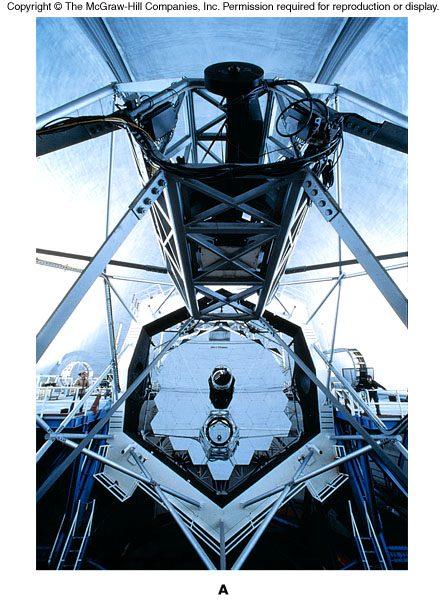 Copyright © The McGraw-Hill Companies, Inc. Permission required for reproduction or display.
A